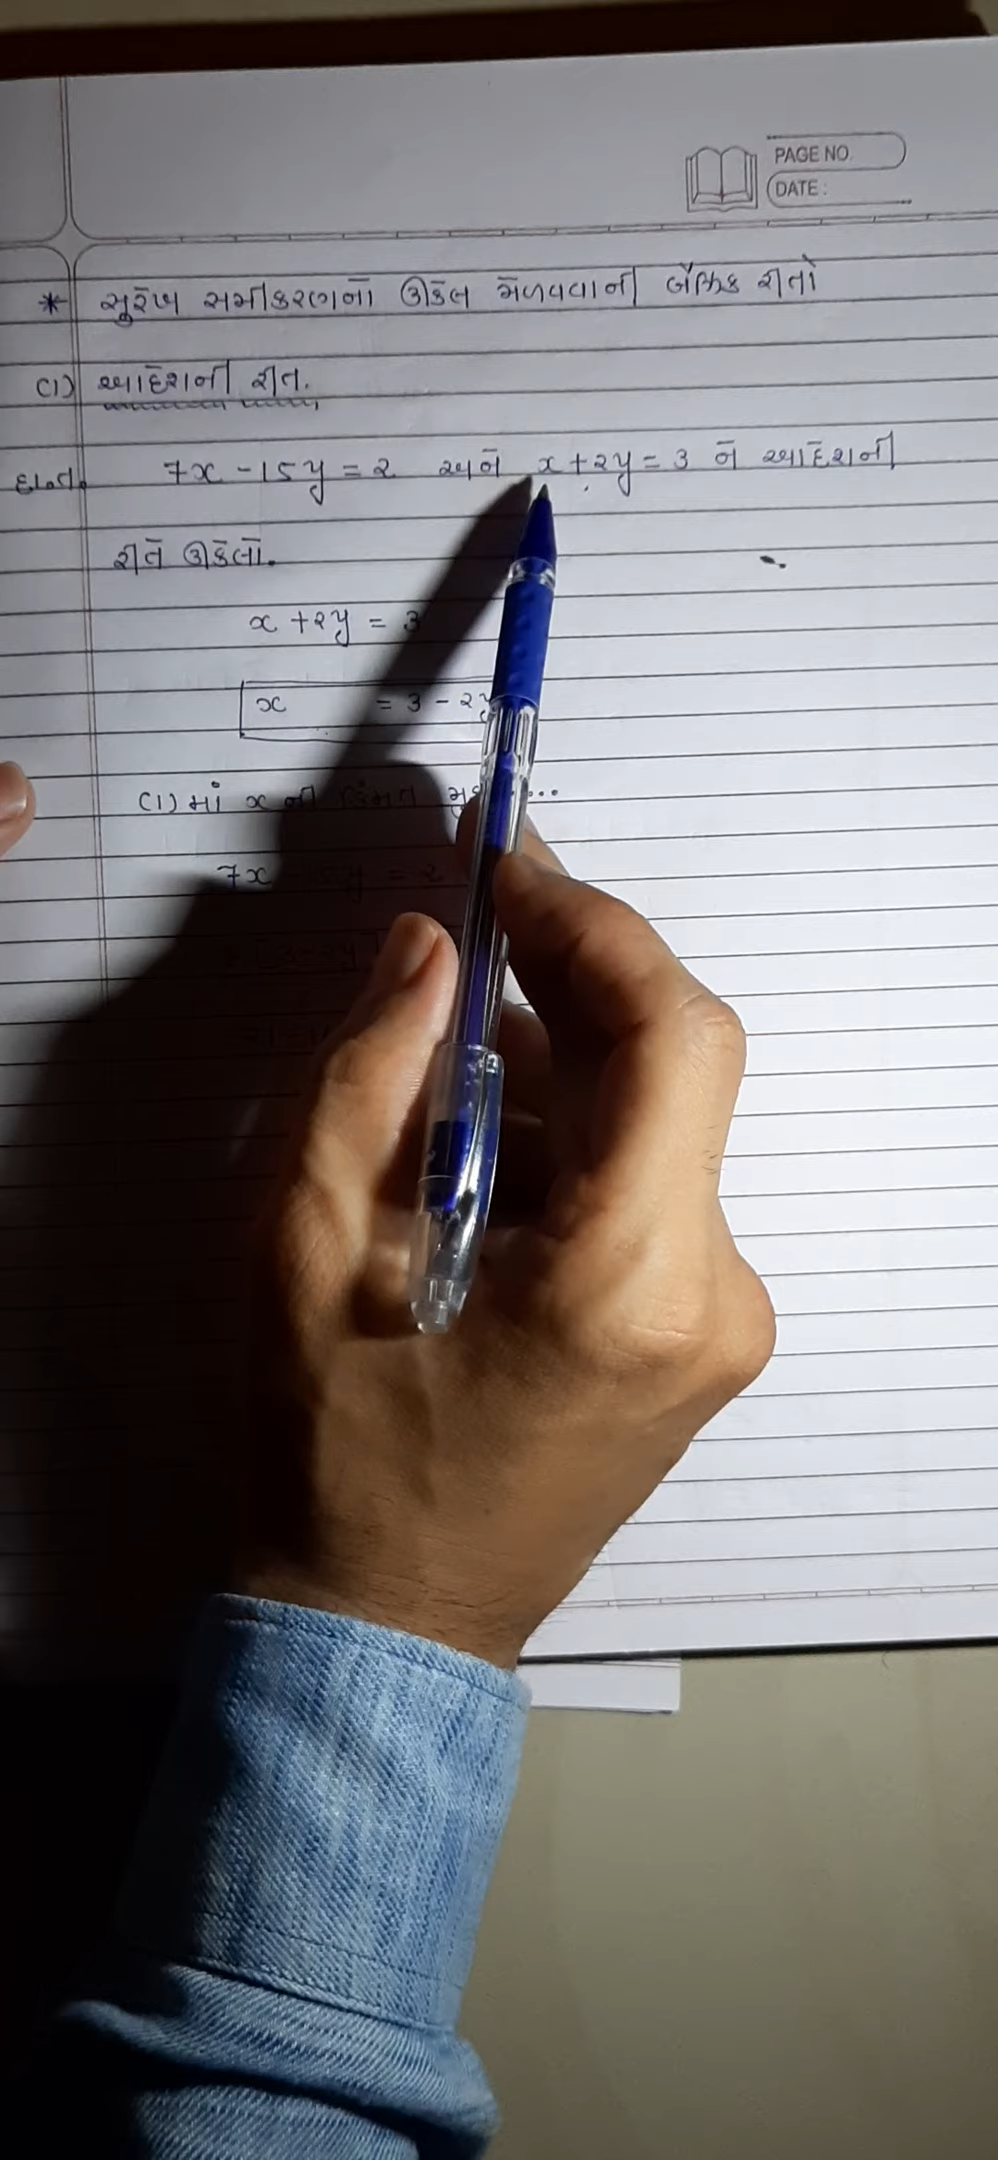 PAGE NO.
DATE :
* સુરેખ સમીકરણનો ઉકેલ મેળવવાની બૈજિક રીતો
(1) આદેશની રીત.
7x - 15y = 2 અને x + 2y = 3 ને આદેશની
રીતે ઉકેલો.
x + 2y = 3
x = 3 - 2y
(1) માં x ની કિંમત
7x = 2